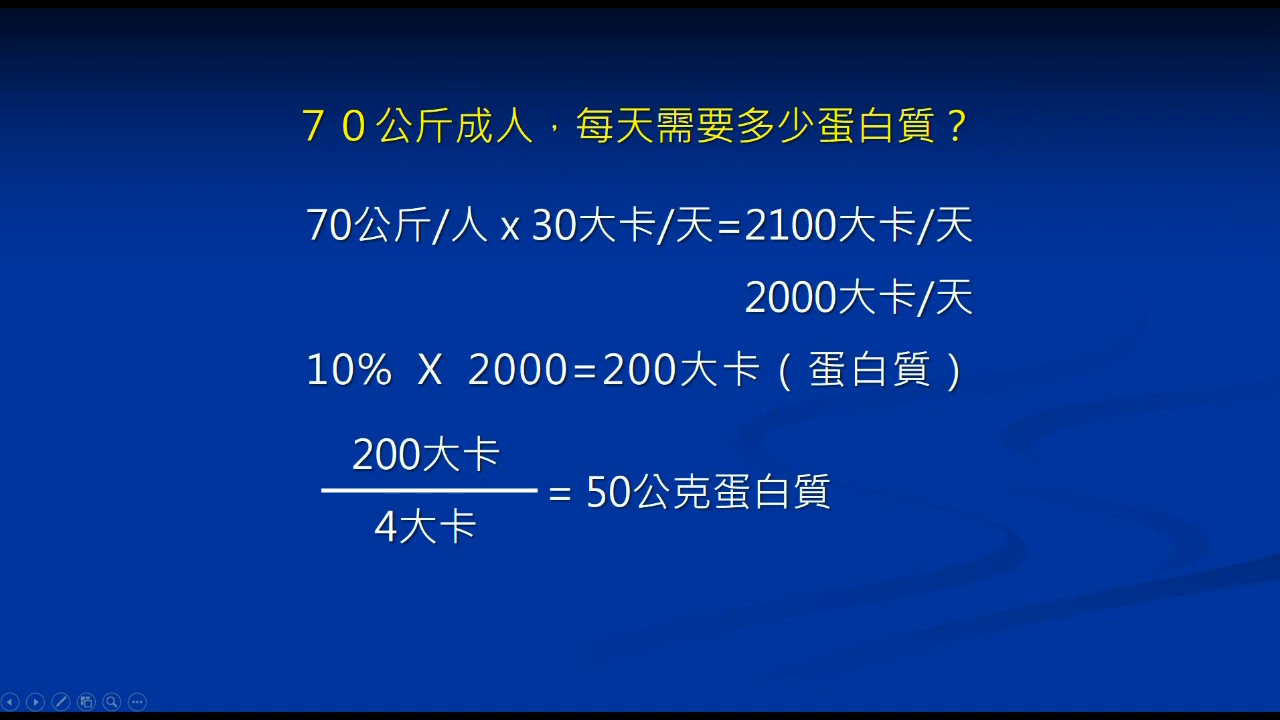 ７０公斤成人，每天需要多少蛋白質？
70公斤/人 x 30大卡/天=2100大卡/天
2000大卡/天
10% X 2000=200大卡（蛋白質）
200大卡
4大卡
= 50公克蛋白質